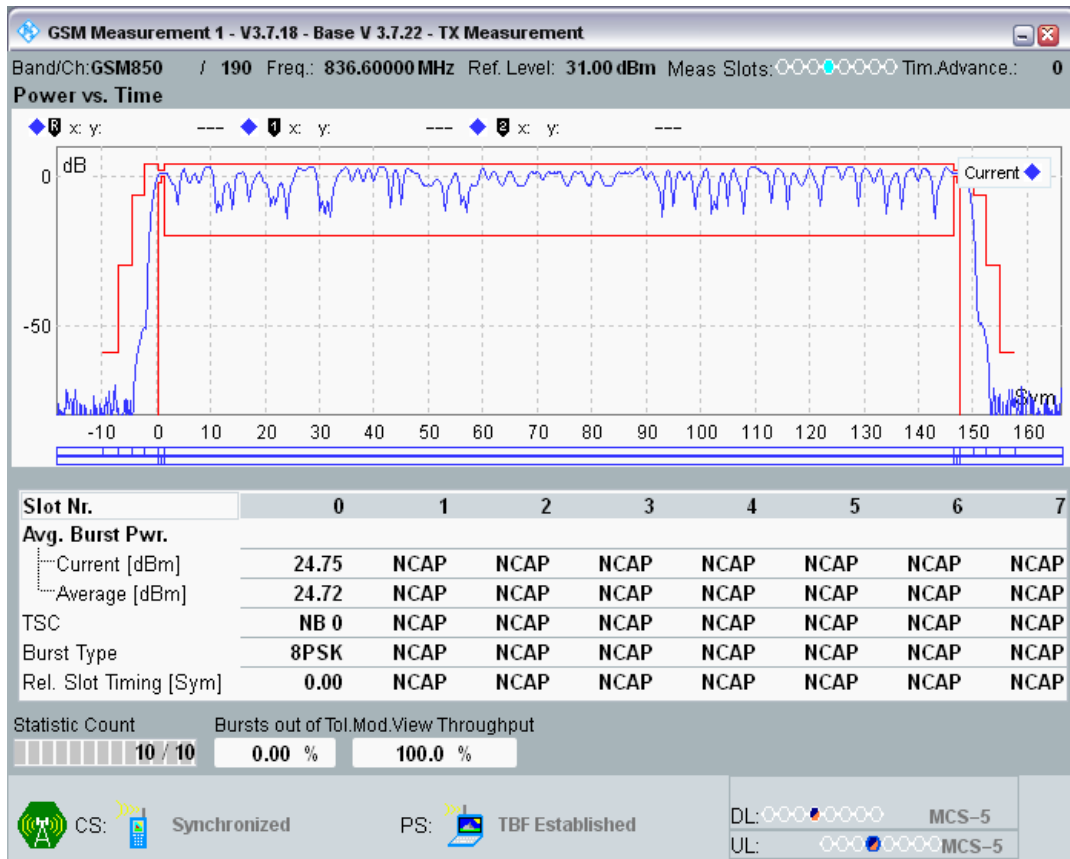 GSM Measurement 1 - V3.7.18 - Base V 3.7.22 - TX Measurement
Band/Ch:GSM850 / 190 Freq.: 836.60000 MHz Ref. Level: 31.00 dBm Meas Slots: Tim.Advance.: 0
Power vs. Time
R x: y: --- 1 x: y: --- 2 x: y: ---
dB
Current
0
-50
Sym
-10 0 10 20 30 40 50 60 70 80 90 100 110 120 130 140 150 160
Slot Nr. 0 1 2 3 4 5 6 7
Avg. Burst Pwr.
Current [dBm] 24.75 NCAP NCAP NCAP NCAP NCAP NCAP NCAP
Average [dBm] 24.72 NCAP NCAP NCAP NCAP NCAP NCAP NCAP
TSC NB 0 NCAP NCAP NCAP NCAP NCAP NCAP NCAP
Burst Type 8PSK NCAP NCAP NCAP NCAP NCAP NCAP NCAP
Rel. Slot Timing [Sym] 0.00 NCAP NCAP NCAP NCAP NCAP NCAP NCAP
Statistic Count Bursts out of Tol.Mod.View Throughput
10 / 10 0.00 % 100.0 %
CS: Synchronized PS: TBF Established DL: MCS-5
UL: MCS-5